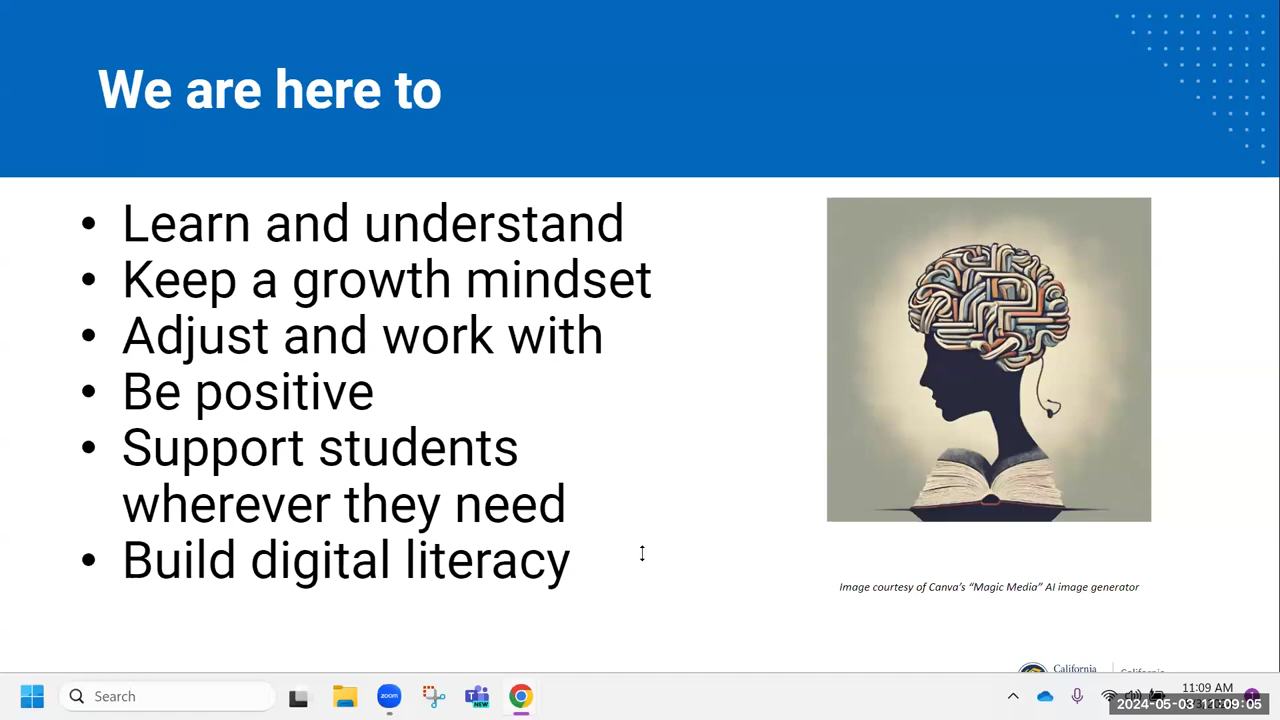 We are here to
• Learn and understand
• Keep a growth mindset
• Adjust and work with
• Be positive
• Support students
wherever they need
• Build digital literacy
Image courtesy of Canva's “Magic Media” AI image generator
California
Search
zoom
NEW
11:09 AM
2024-05-03 11:09:05